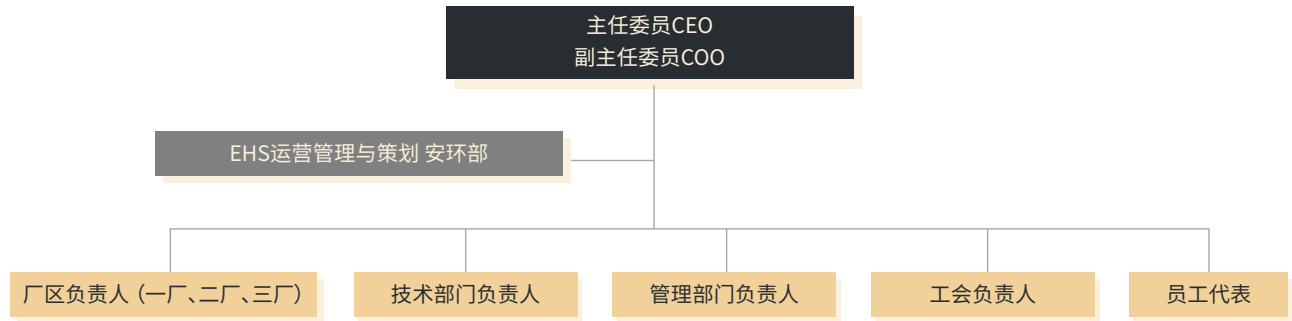 主任委员CEO
副主任委员COO
EHS运营管理与策划 安环部
厂区负责人（一厂、二厂、三厂）
技术部门负责人
管理部门负责人
工会负责人
员工代表